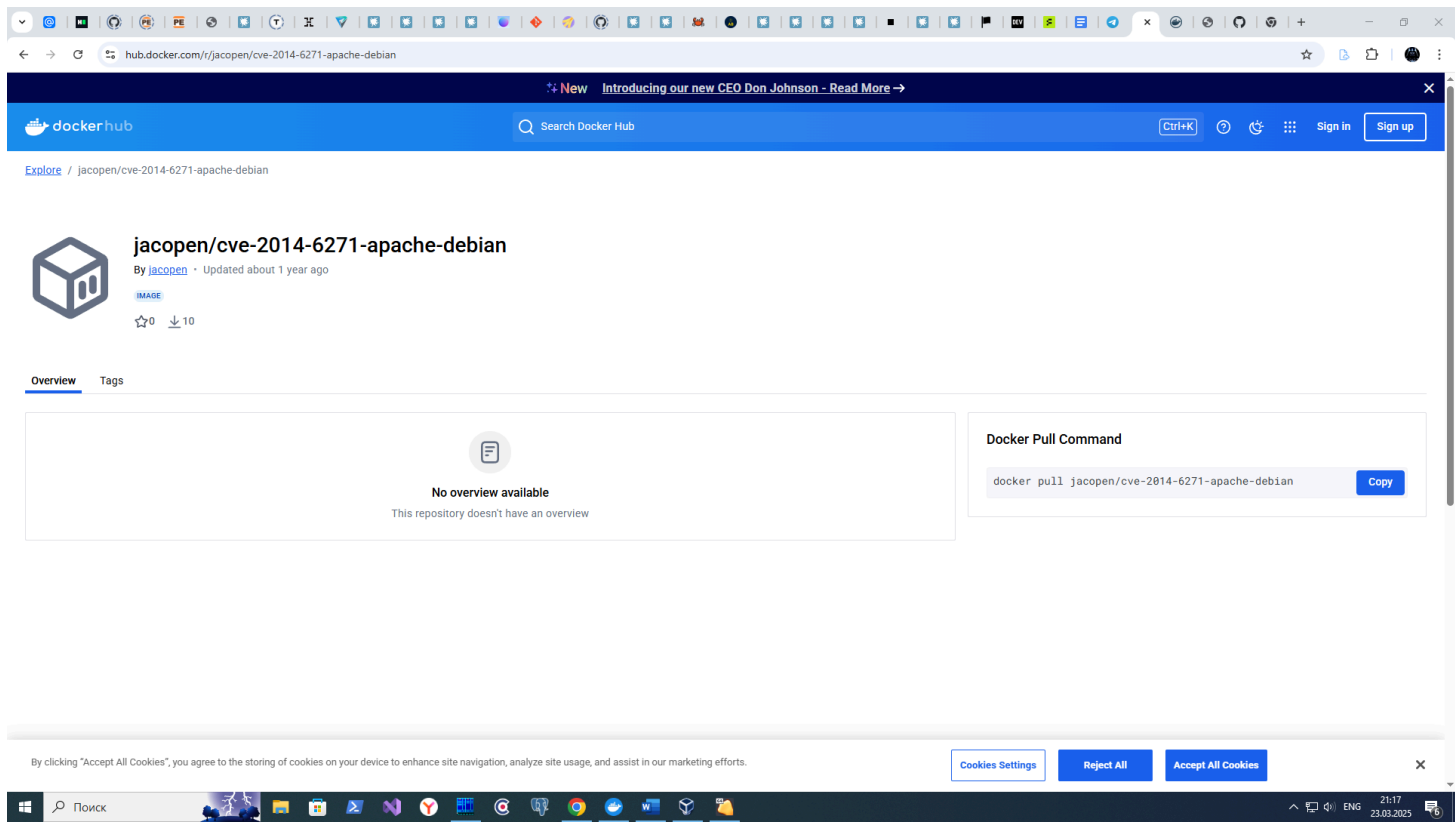 hub.docker.com/r/jacopen/cve-2014-6271-apache-debian
New Introducing our new CEO Don Johnson - Read More →
dockerhub
Search Docker Hub
Ctrl+K
Sign in
Sign up
Explore / jacopen/cve-2014-6271-apache-debian
jacopen/cve-2014-6271-apache-debian
By jacopen • Updated about 1 year ago
IMAGE
0 10
Overview Tags
No overview available
This repository doesn't have an overview
Docker Pull Command
docker pull jacopen/cve-2014-6271-apache-debian
Copy
By clicking "Accept All Cookies", you agree to the storing of cookies on your device to enhance site navigation, analyze site usage, and assist in our marketing efforts.
Cookies Settings
Reject All
Accept All Cookies
Поиск
ENG
21:17
23.03.2025
6